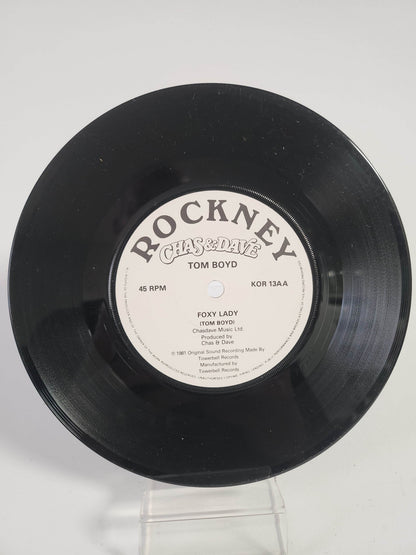 ROCKNEY
CHAS & DAVE
TOM BOYD
45 RPM
KOR 13AA
FOXY LADY
(TOM BOYD)
Chasdave Music Ltd.
Produced by
Chas & Dave
℗ 1981 Original Sound Recording Made By
Towerbell Records
Manufactured by
Towerbell Records